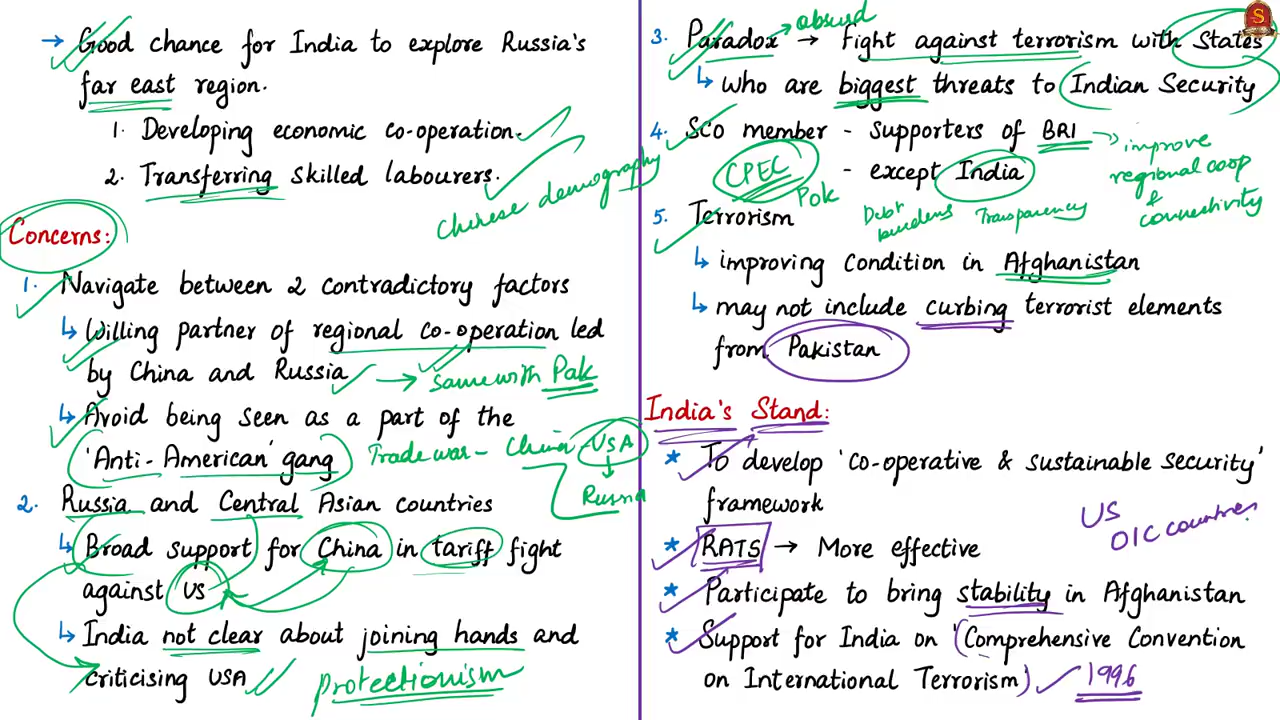 → Good chance for India to explore Russia's
far east region.
1. Developing economic co-operation.
2. Transferring skilled labourers.
Chinese demography
Concerns:
1. Navigate between 2 contradictory factors
↳ Willing partner of regional co-operation led
by China and Russia → same with Pak
↳ Avoid being seen as a part of the
'Anti-American' gang Trade war - China - USA
↓
Russia
2. Russia and Central Asian countries
↳ Broad support for China in tariff fight
against US
↳ India not clear about joining hands and
criticising USA protectionism
3. Paradox → Fight against terrorism with States
→ absurd
↳ who are biggest threats to Indian Security
4. SCO member - supporters of BRI → improve
regional coop
&
connectivity
CPEC - except India
Pok
Debt burdens Transparency
5. Terrorism
↳ improving condition in Afghanistan
↳ may not include curbing terrorist elements
from Pakistan
India's Stand:
* To develop 'co-operative & sustainable security'
framework
US
OIC countries
* RATS → More effective
* Participate to bring stability in Afghanistan
* Support for India on '(Comprehensive Convention
on International Terrorism) 1996
S